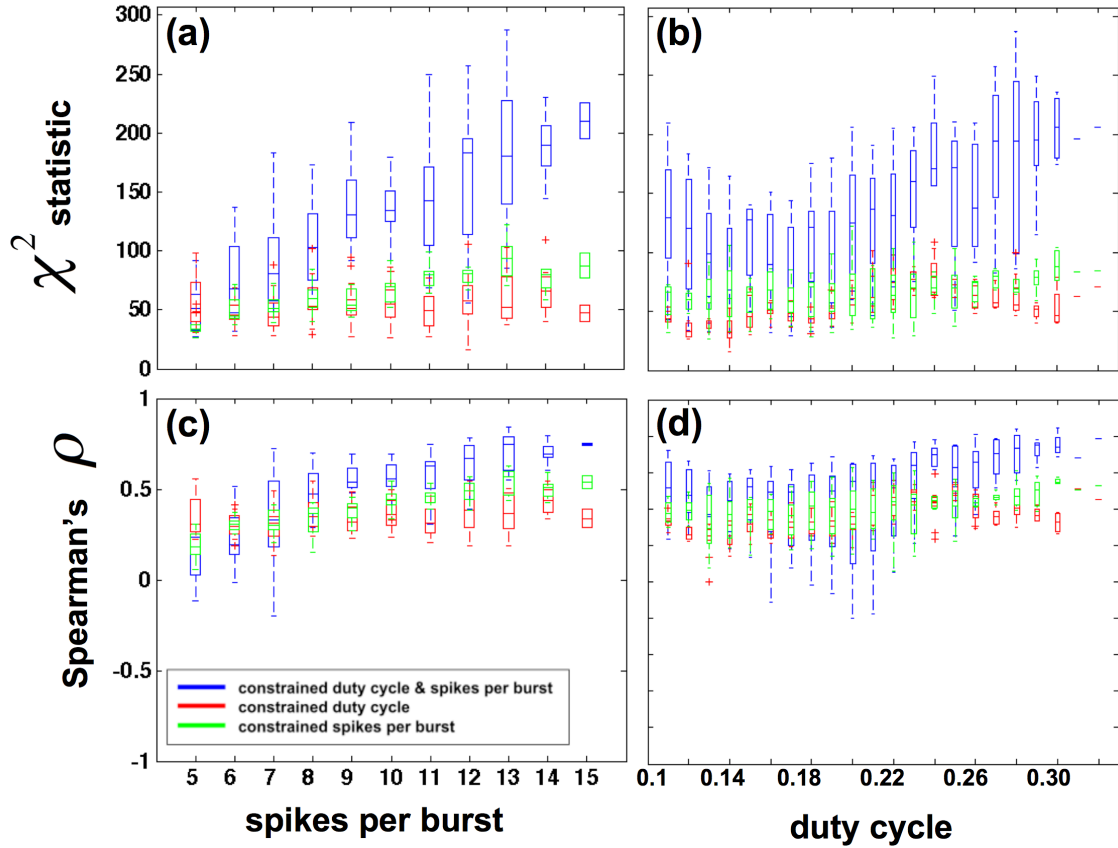 (a)
(b)
300
250
200
150
100
50
0
χ² statistic
(c)
(d)
1
0.5
0
-0.5
-1
Spearman's ρ
constrained duty cycle & spikes per burst
constrained duty cycle
constrained spikes per burst
5 6 7 8 9 10 11 12 13 14 15
0.1 0.14 0.18 0.22 0.26 0.30
spikes per burst
duty cycle